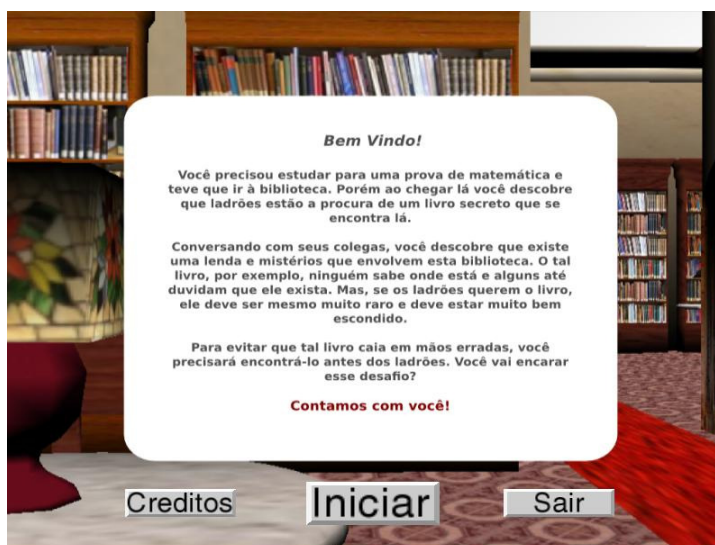 Bem Vindo!
Você precisou estudar para uma prova de matemática e
teve que ir à biblioteca. Porém ao chegar lá você descobre
que ladrões estão a procura de um livro secreto que se
encontra lá.
Conversando com seus colegas, você descobre que existe
uma lenda e mistérios que envolvem esta biblioteca. O tal
livro, por exemplo, ninguém sabe onde está e alguns até
duvidam que ele exista. Mas, se os ladrões querem o livro,
ele deve ser mesmo muito raro e deve estar muito bem
escondido.
Para evitar que tal livro caia em mãos erradas, você
precisará encontrá-lo antes dos ladrões. Você vai encarar
esse desafio?
Contamos com você!
Creditos Iniciar Sair